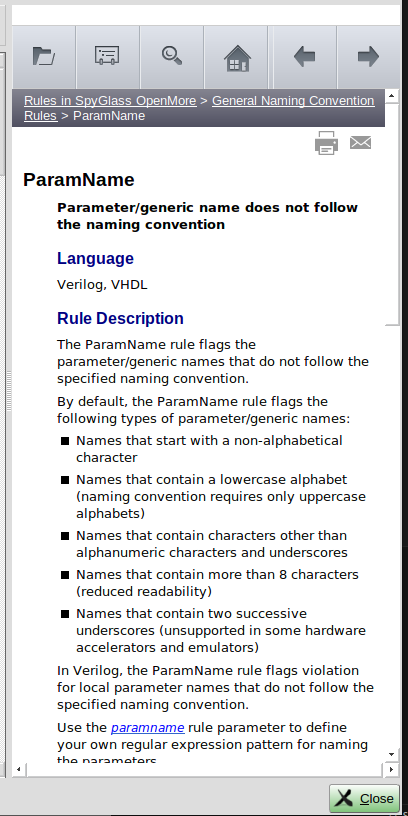 Rules in SpyGlass OpenMore > General Naming Convention
Rules > ParamName
ParamName
Parameter/generic name does not follow
the naming convention
Language
Verilog, VHDL
Rule Description
The ParamName rule flags the
parameter/generic names that do not follow the
specified naming convention.
By default, the ParamName rule flags the
following types of parameter/generic names:
Names that start with a non-alphabetical
character
Names that contain a lowercase alphabet
(naming convention requires only uppercase
alphabets)
Names that contain characters other than
alphanumeric characters and underscores
Names that contain more than 8 characters
(reduced readability)
Names that contain two successive
underscores (unsupported in some hardware
accelerators and emulators)
In Verilog, the ParamName rule flags violation
for local parameter names that do not follow the
specified naming convention.
Use the paramname rule parameter to define
your own regular expression pattern for naming
the parameters
Close